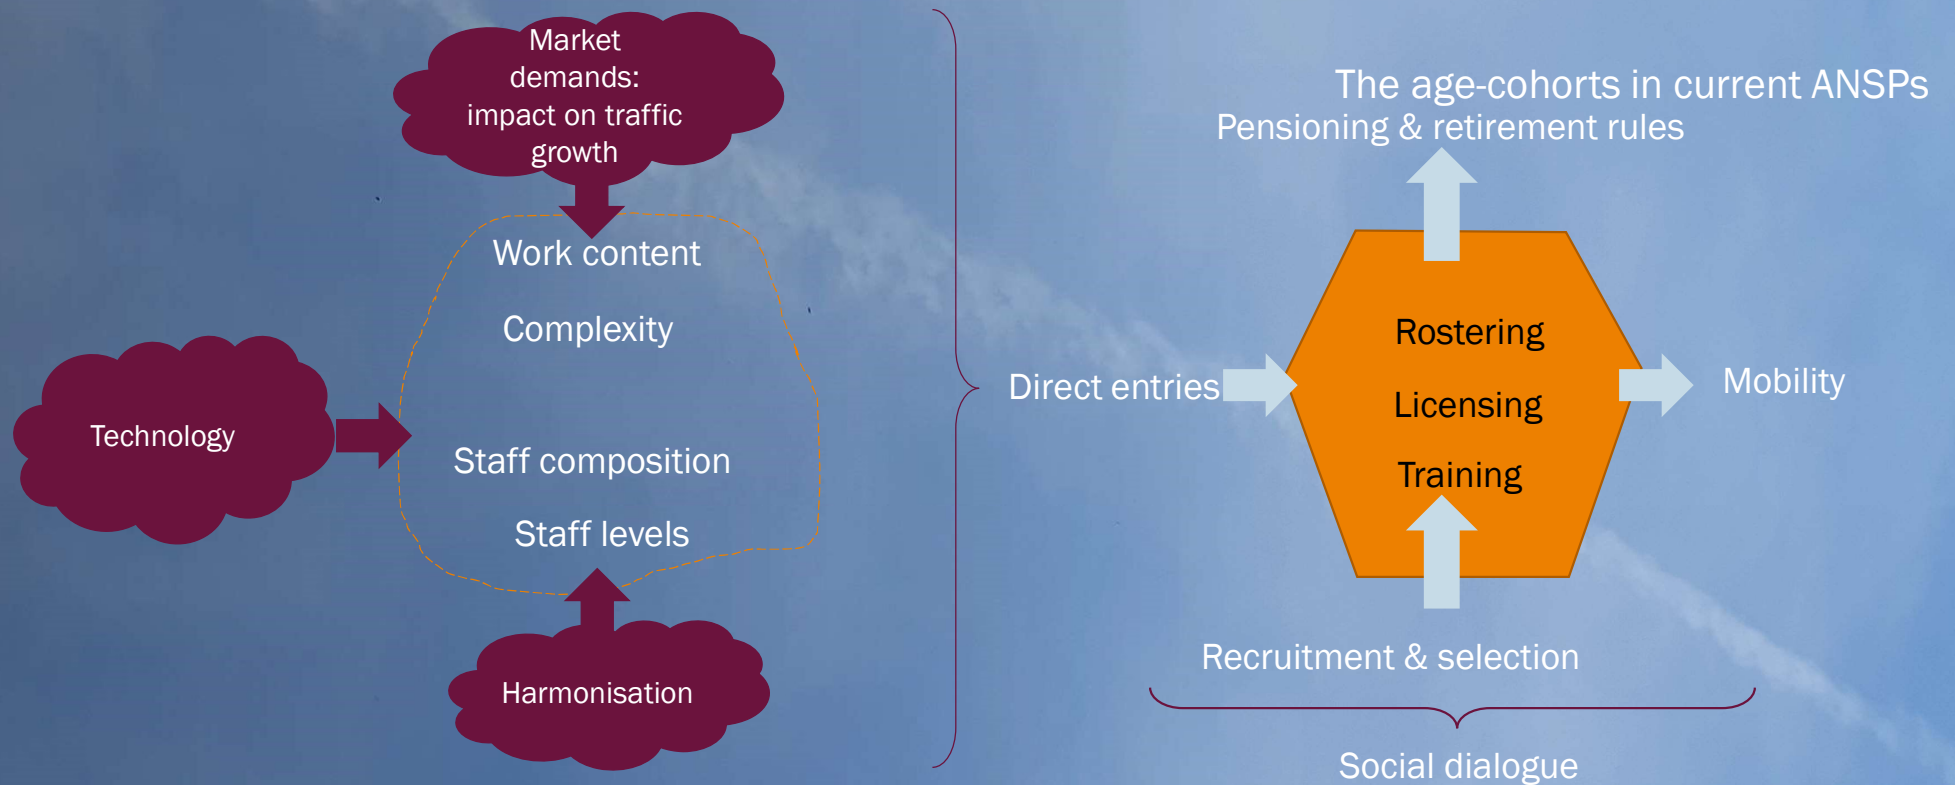 Market
demands:
impact on traffic
growth
Work content
Complexity
Technology
Staff composition
Staff levels
Harmonisation
The age-cohorts in current ANSPs
Pensioning & retirement rules
Direct entries
Rostering
Licensing
Training
Mobility
Recruitment & selection
Social dialogue